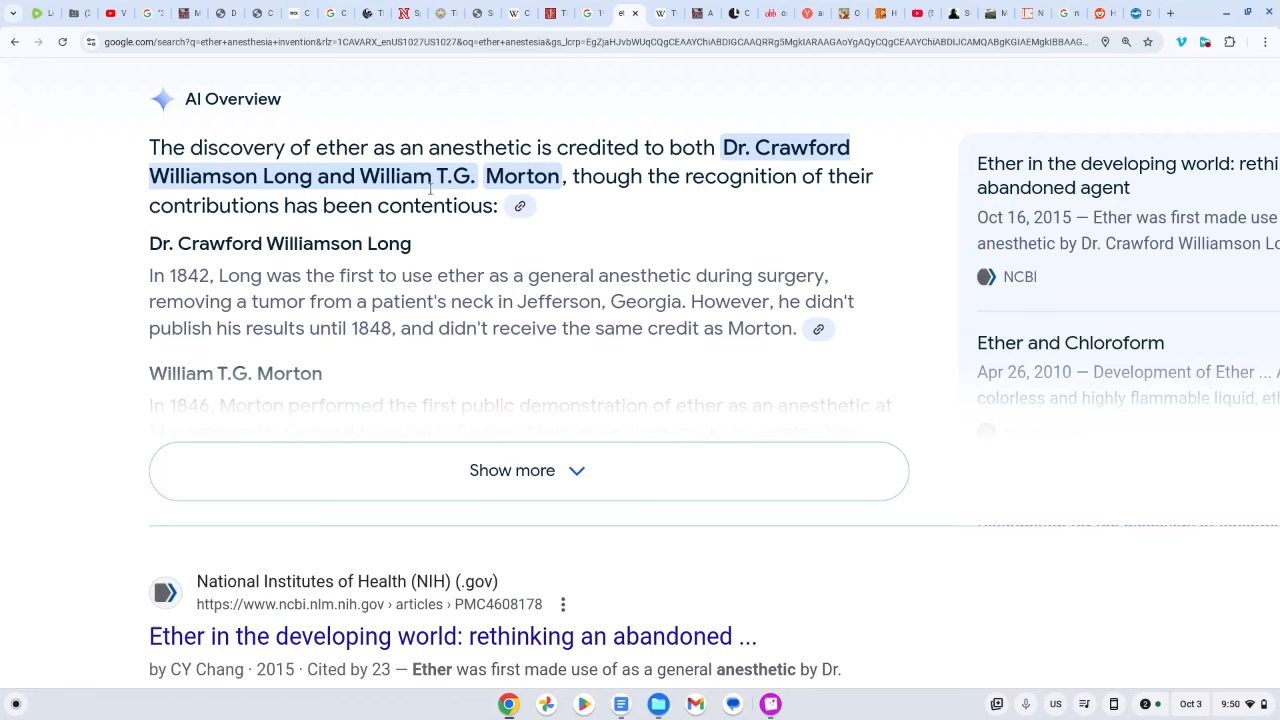 google.com/search?q=ether+anesthesia+invention&rlz=1CAVARX_enUS1027US1027&oq=ether+anestesia&gs_lcrp=
AI Overview
The discovery of ether as an anesthetic is credited to both Dr. Crawford
Williamson Long and William T.G. Morton, though the recognition of their
contributions has been contentious:
Dr. Crawford Williamson Long
In 1842, Long was the first to use ether as a general anesthetic during surgery,
removing a tumor from a patient's neck in Jefferson, Georgia. However, he didn't
publish his results until 1848, and didn't receive the same credit as Morton.
William T.G. Morton
In 1846, Morton performed the first public demonstration of ether as an anesthetic at
Show more
Ether in the developing world: rethi
abandoned agent
Oct 16, 2015 — Ether was first made use
anesthetic by Dr. Crawford Williamson Lo
NCBI
Ether and Chloroform
Apr 26, 2010 — Development of Ether ... A
colorless and highly flammable liquid, eth
National Institutes of Health (NIH) (.gov)
https://www.ncbi.nlm.nih.gov › articles › PMC4608178
Ether in the developing world: rethinking an abandoned ...
by CY Chang · 2015 · Cited by 23 — Ether was first made use of as a general anesthetic by Dr.
US
2
Oct 3
9:50